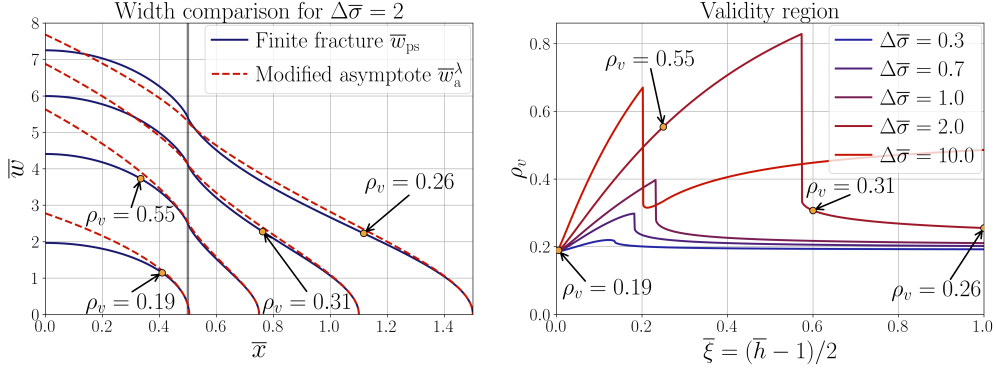 Width comparison for Δσ̅ = 2
Finite fracture w̅ₚₛ
Modified asymptote w̅ₐ^λ
8
7
6
5
4
3
2
1
0
w̅
ρᵥ = 0.55
ρᵥ = 0.26
ρᵥ = 0.19
ρᵥ = 0.31
0.0 0.2 0.4 0.6 0.8 1.0 1.2 1.4
x̅
Validity region
Δσ̅ = 0.3
Δσ̅ = 0.7
Δσ̅ = 1.0
Δσ̅ = 2.0
Δσ̅ = 10.0
0.8
0.6
0.4
0.2
0.0
ρᵥ
ρᵥ = 0.55
ρᵥ = 0.31
ρᵥ = 0.19
ρᵥ = 0.26
0.0 0.2 0.4 0.6 0.8 1.0
ξ̅ = (h̅ − 1)/2